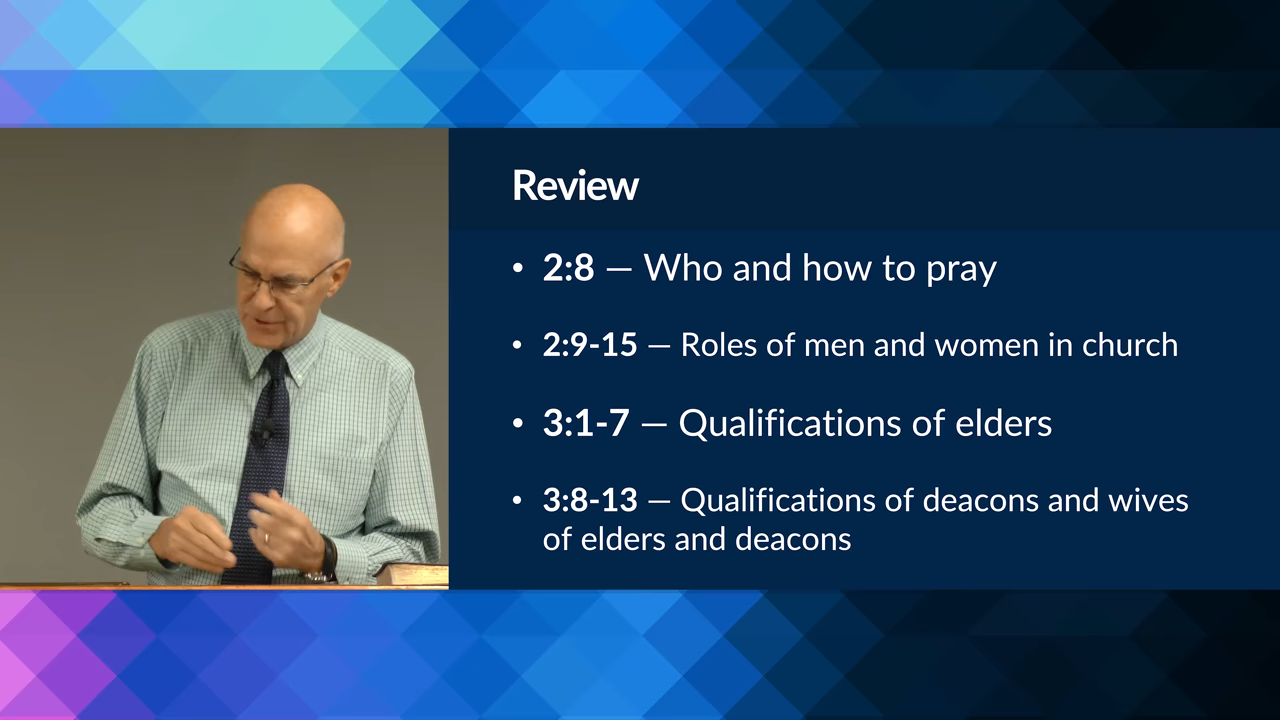 Review
• 2:8 — Who and how to pray
• 2:9-15 — Roles of men and women in church
• 3:1-7 — Qualifications of elders
• 3:8-13 — Qualifications of deacons and wives
of elders and deacons